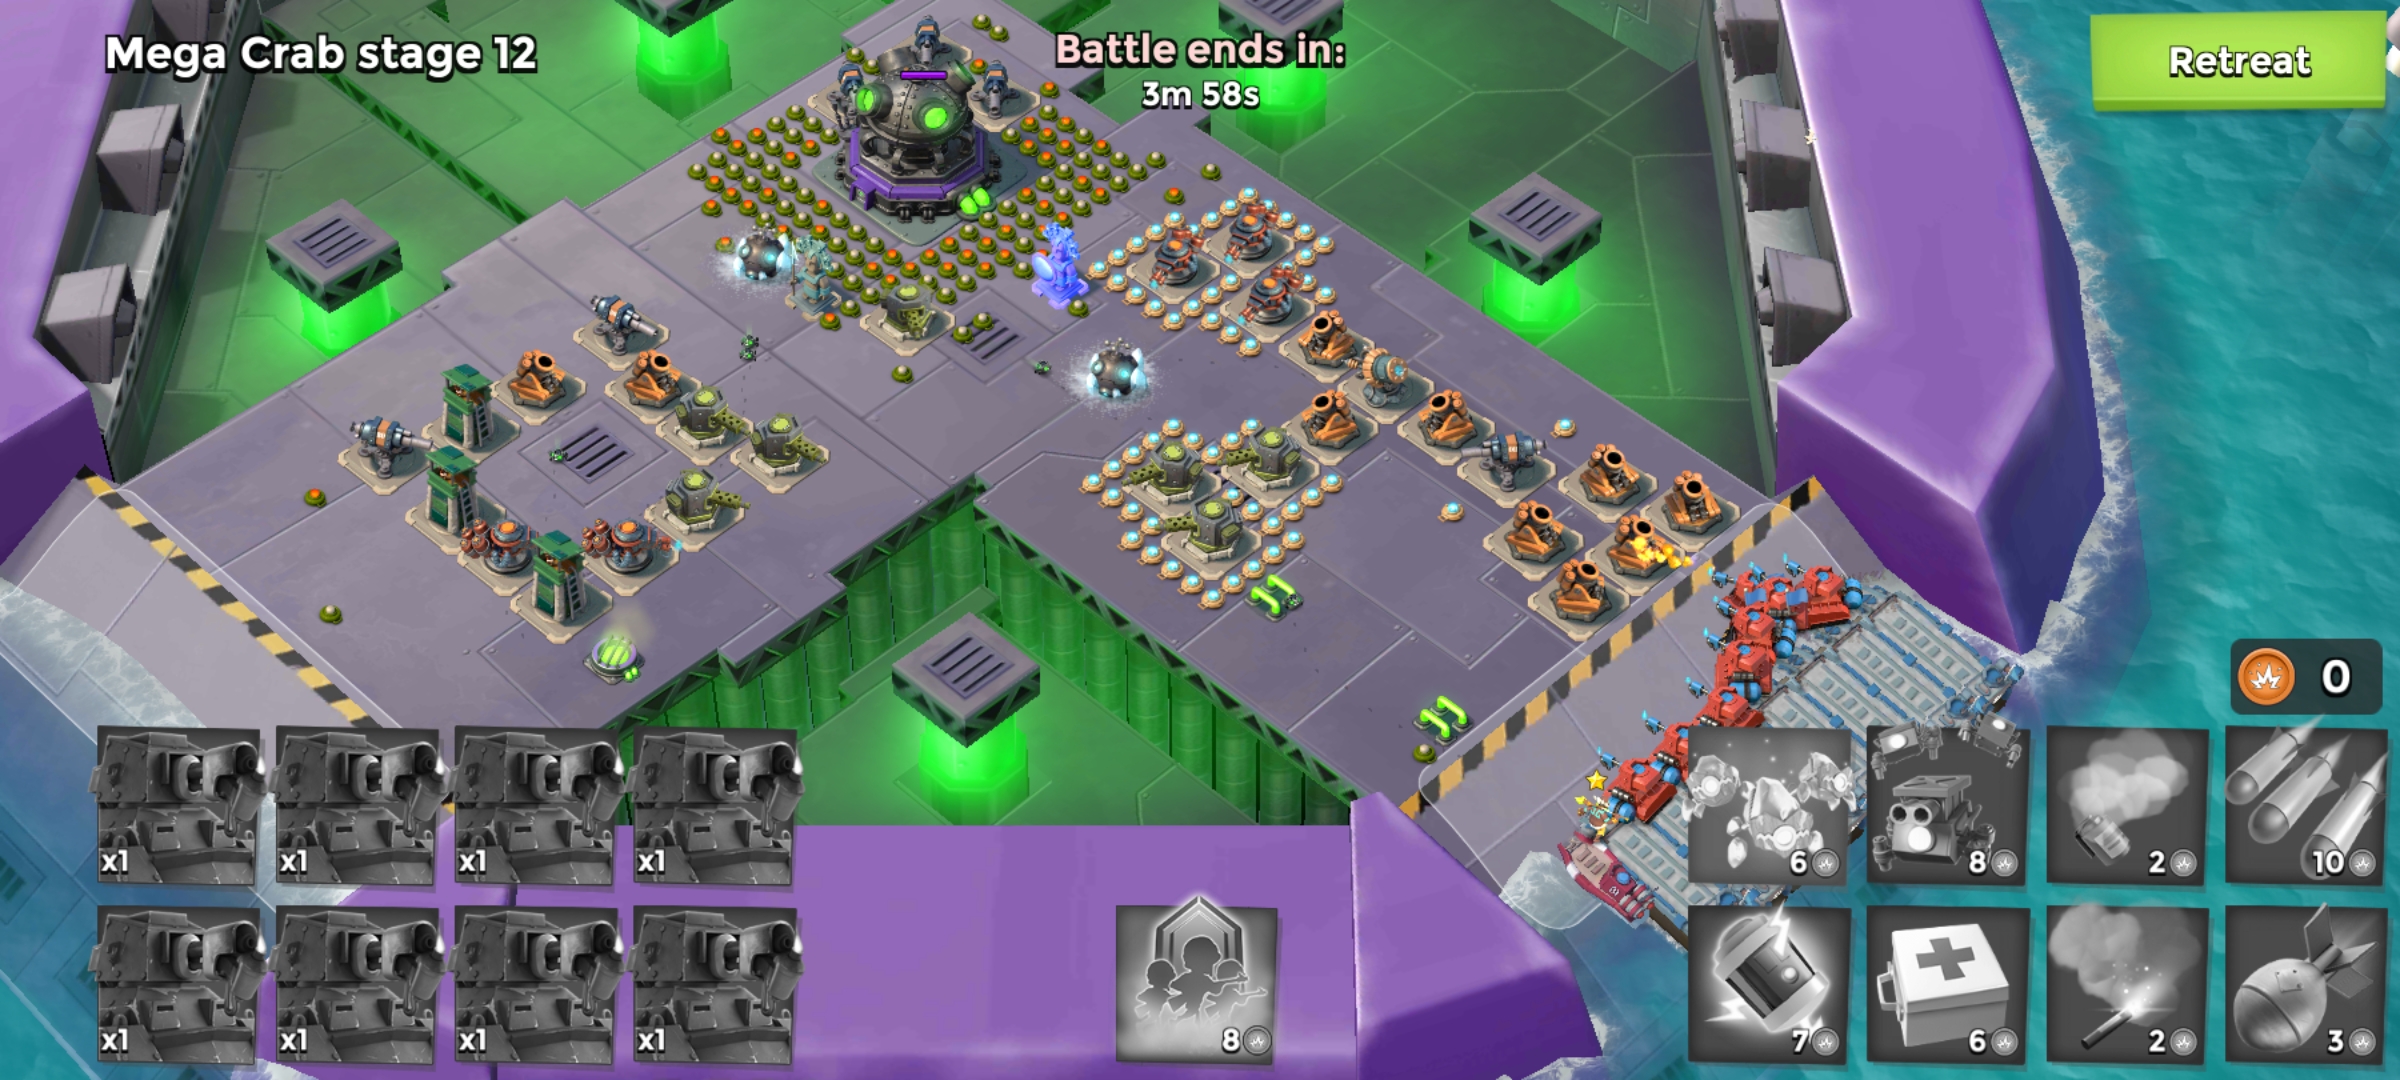 Mega Crab stage 12
Battle ends in:
3m 58s
Retreat
0
x1
x1
x1
x1
6
8
2
10
x1
x1
x1
x1
8
7
6
2
3